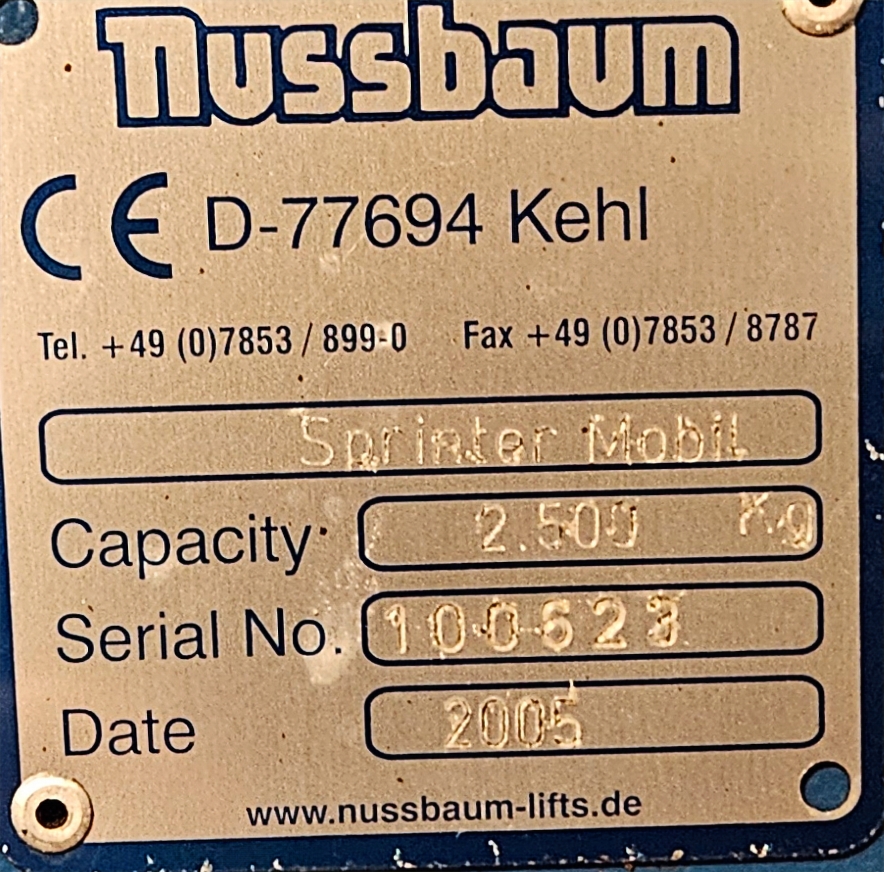 nussbaum
CE D-77694 Kehl
Tel. +49 (0)7853 / 899-0 Fax +49 (0)7853 / 8787
Sprinter Mobil
Capacity 2.500 Kg
Serial No. 100623
Date 2005
www.nussbaum-lifts.de